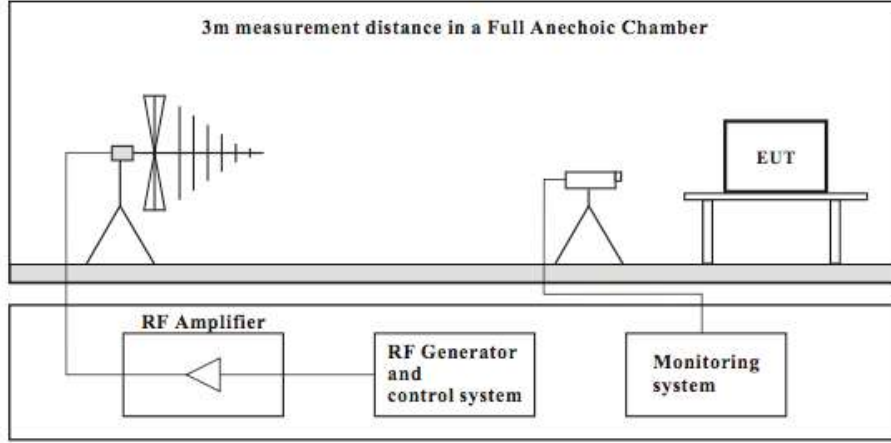 3m measurement distance in a Full Anechoic Chamber
EUT
RF Amplifier
RF Generator
and
control system
Monitoring
system